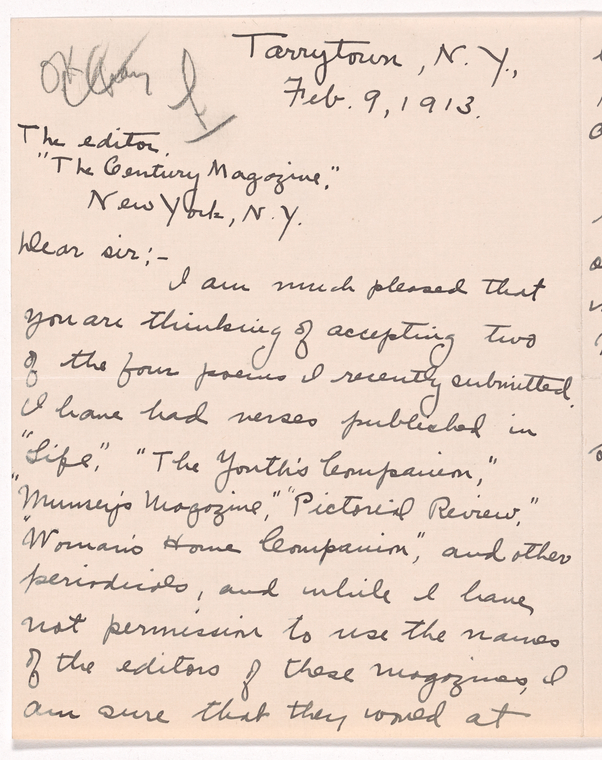 Tarrytown, N. Y.,
Feb. 9, 1913.
The editor,
"The Century Magazine,"
New York, N. Y.
Dear sir;-
I am much pleased that
you are thinking of accepting two
of the four poems I recently submitted.
I have had verses published in
"Life," "The Youth's Companion,"
"Munsey's Magazine," "Pictorial Review,"
"Woman's Home Companion", and other
periodicals, and while I have
not permission to use the names
of the editors of these magazines, I
am sure that they would at